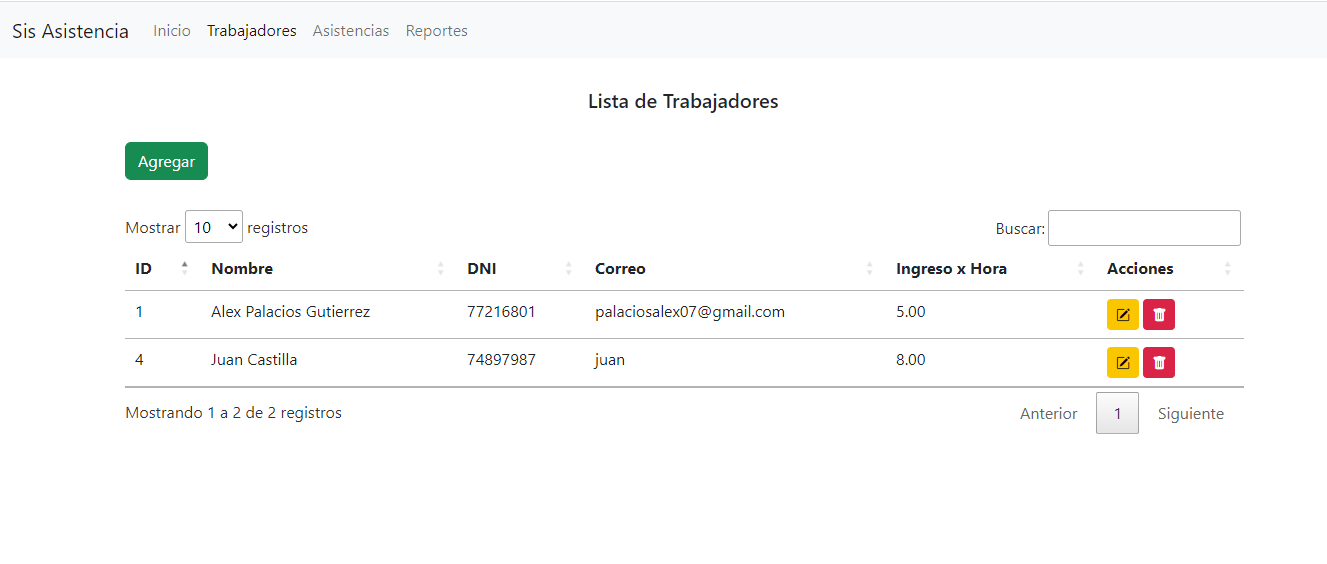 Sis Asistencia Inicio Trabajadores Asistencias Reportes
Lista de Trabajadores
Agregar
Mostrar 10 registros Buscar:
ID Nombre DNI Correo Ingreso x Hora Acciones
1 Alex Palacios Gutierrez 77216801 palaciosalex07@gmail.com 5.00
4 Juan Castilla 74897987 juan 8.00
Mostrando 1 a 2 de 2 registros Anterior 1 Siguiente